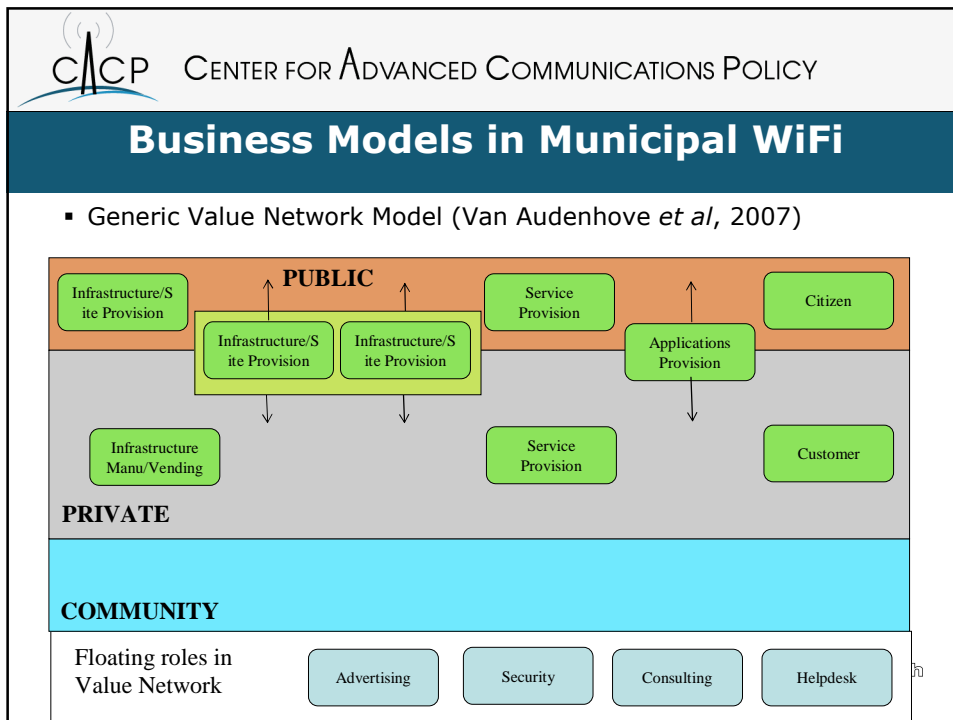 CACP CENTER FOR ADVANCED COMMUNICATIONS POLICY
Business Models in Municipal WiFi
▪ Generic Value Network Model (Van Audenhove et al, 2007)
PUBLIC
Infrastructure/S
ite Provision
Infrastructure/S
ite Provision
Infrastructure/S
ite Provision
Service
Provision
Applications
Provision
Citizen
Infrastructure
Manu/Vending
Service
Provision
Customer
PRIVATE
COMMUNITY
Floating roles in
Value Network
Advertising
Security
Consulting
Helpdesk
h